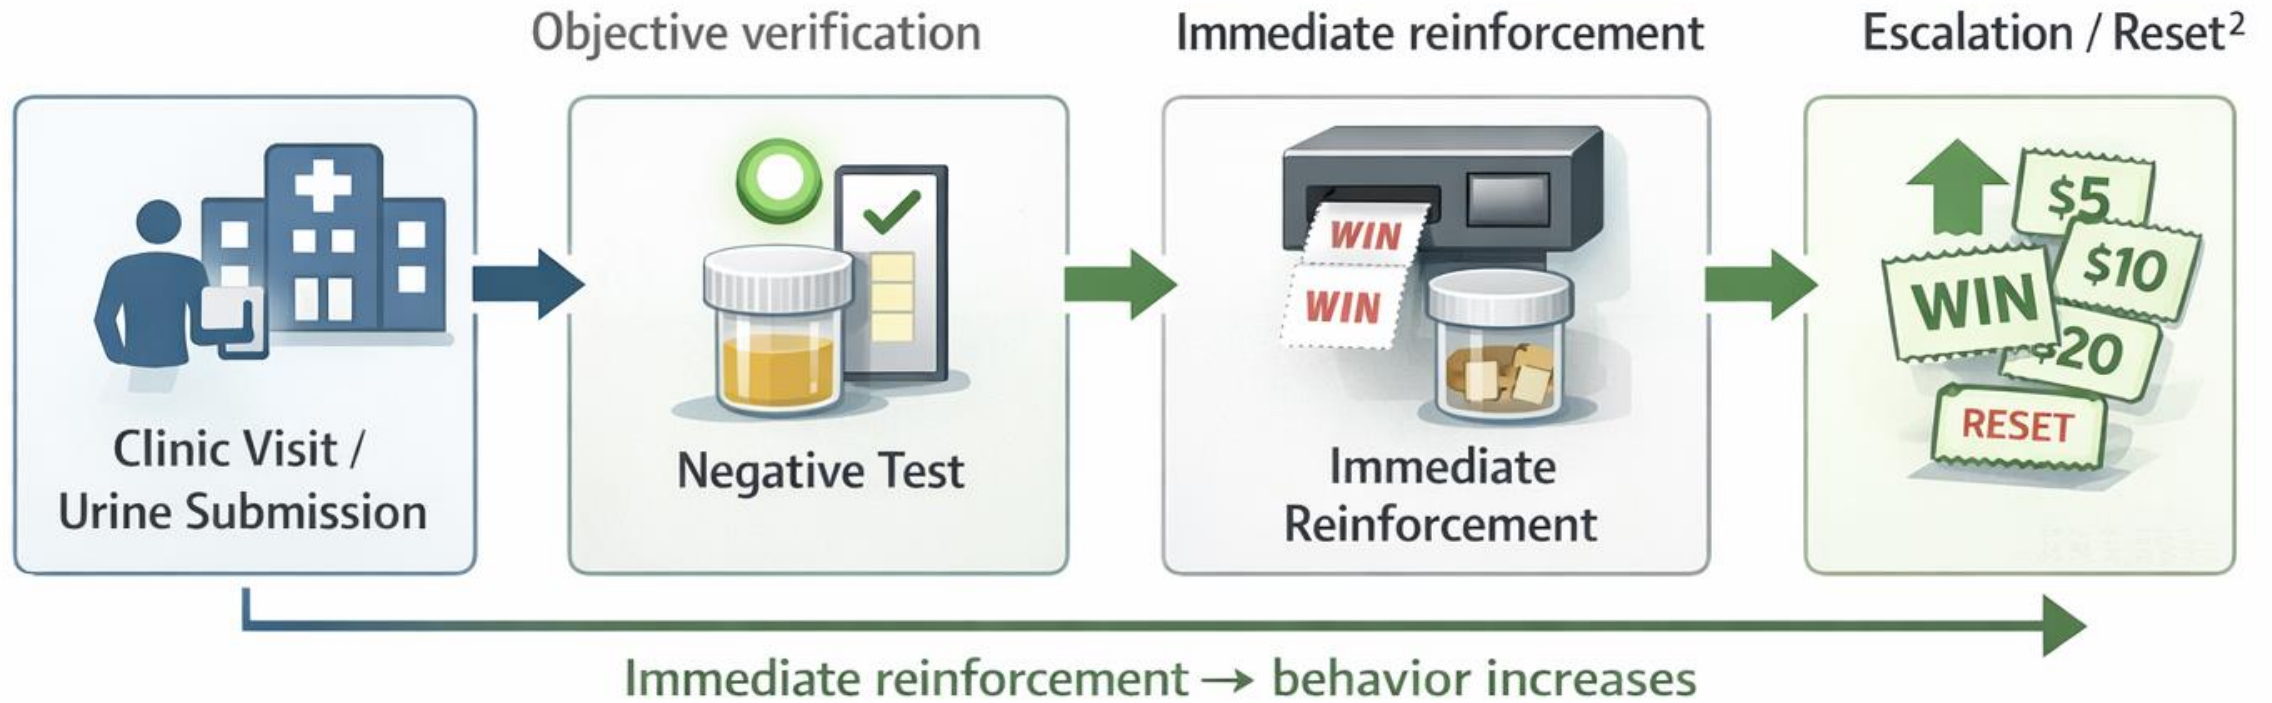 Objective verification
Immediate reinforcement
Escalation / Reset²
Clinic Visit /
Urine Submission
Negative Test
WIN
WIN
Immediate
Reinforcement
$5
$10
WIN
$20
RESET
Immediate reinforcement → behavior increases